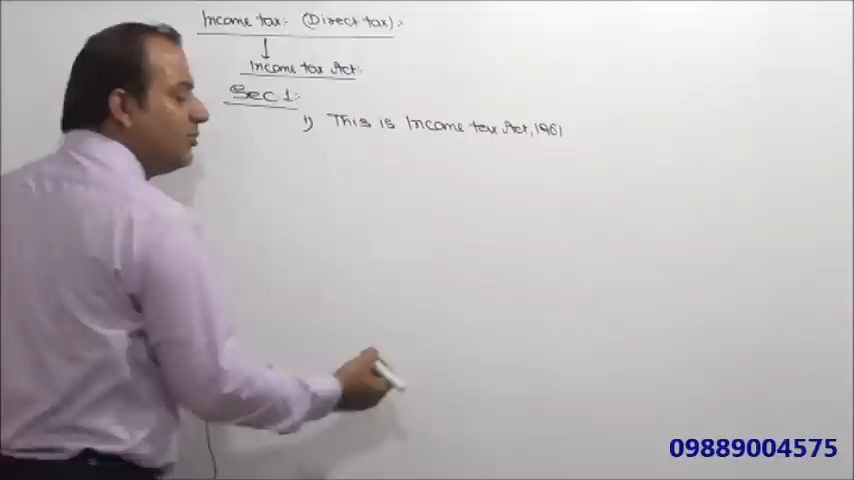 Income tax:- (Direct tax):-
Income tax Act:-
Sec 1:-
1) This is Income tax Act, 1961
09889004575